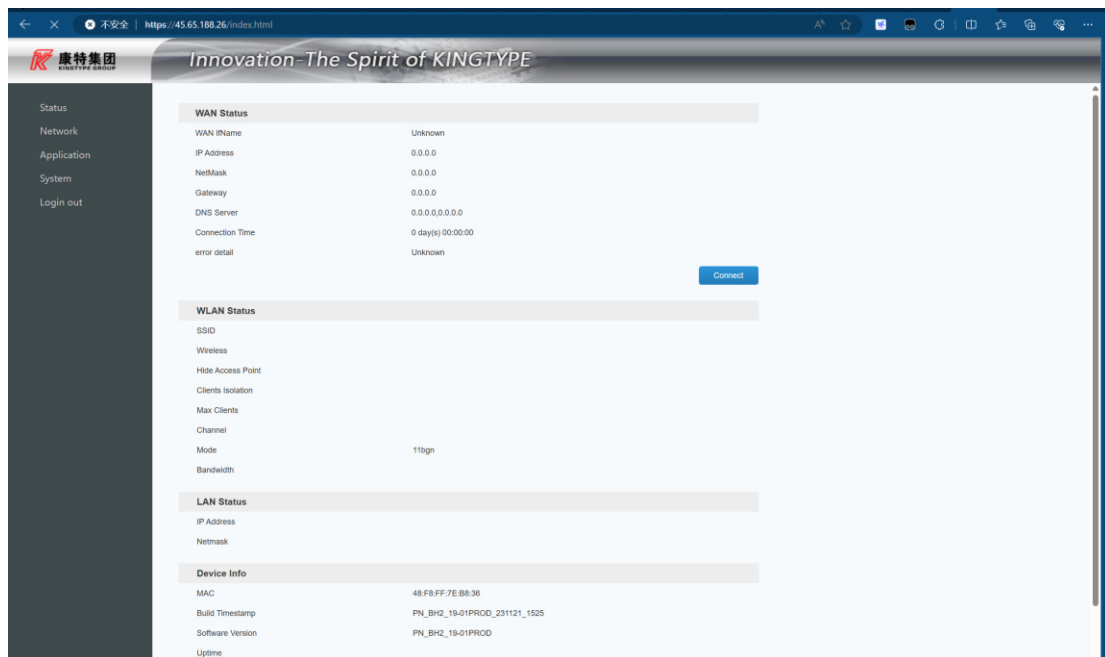 不安全 https://45.65.188.26/index.html
康特集团
KINGTYPE GROUP
Innovation-The Spirit of KINGTYPE
Status
Network
Application
System
Login out
WAN Status
WAN IfName Unknown
IP Address 0.0.0.0
NetMask 0.0.0.0
Gateway 0.0.0.0
DNS Server 0.0.0.0,0.0.0.0
Connection Time 0 day(s) 00:00:00
error detail Unknown
Connect
WLAN Status
SSID
Wireless
Hide Access Point
Clients Isolation
Max Clients
Channel
Mode 11bgn
Bandwidth
LAN Status
IP Address
Netmask
Device Info
MAC 48:F8:FF:7E:B8:36
Build Timestamp PN_BH2_19-01PROD_231121_1525
Software Version PN_BH2_19-01PROD
Uptime